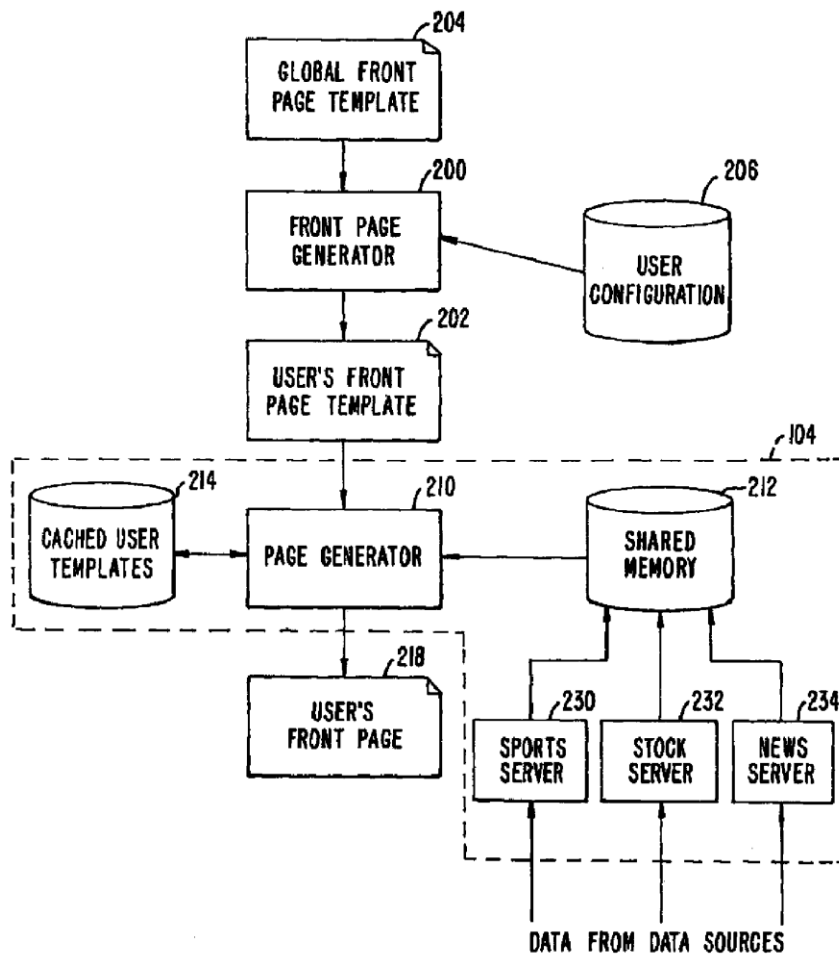 204
GLOBAL FRONT
PAGE TEMPLATE
200
FRONT PAGE
GENERATOR
206
USER
CONFIGURATION
202
USER'S FRONT
PAGE TEMPLATE
104
214
CACHED USER
TEMPLATES
210
PAGE GENERATOR
212
SHARED
MEMORY
218
USER'S
FRONT PAGE
230
SPORTS
SERVER
232
STOCK
SERVER
234
NEWS
SERVER
DATA FROM DATA SOURCES